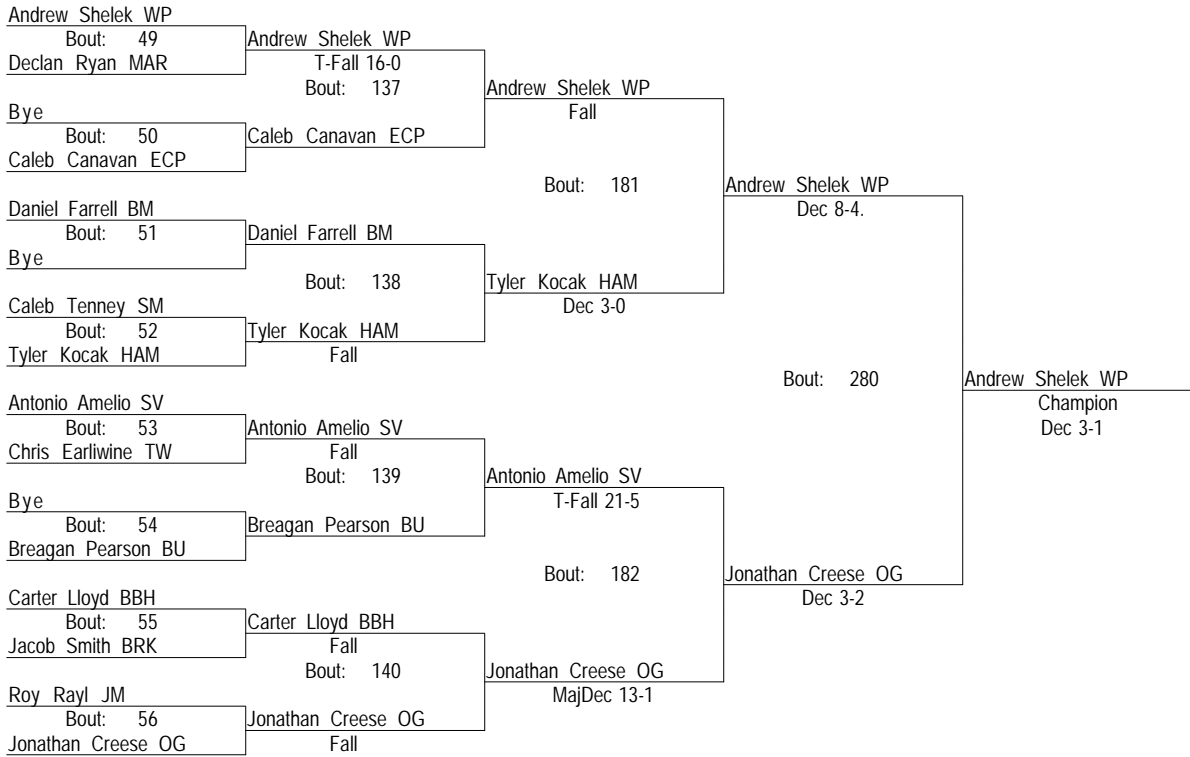 Andrew Shelek WP
Bout: 49
Declan Ryan MAR
Bye
Bout: 50
Caleb Canavan ECP
Daniel Farrell BM
Bout: 51
Bye
Caleb Tenney SM
Bout: 52
Tyler Kocak HAM
Antonio Amelio SV
Bout: 53
Chris Earliwine TW
Bye
Bout: 54
Breagan Pearson BU
Carter Lloyd BBH
Bout: 55
Jacob Smith BRK
Roy Rayl JM
Bout: 56
Jonathan Creese OG
Andrew Shelek WP
T-Fall 16-0
Bout: 137
Caleb Canavan ECP
Daniel Farrell BM
Bout: 138
Tyler Kocak HAM
Fall
Antonio Amelio SV
Fall
Bout: 139
Breagan Pearson BU
Carter Lloyd BBH
Fall
Bout: 140
Jonathan Creese OG
Fall
Andrew Shelek WP
Fall
Bout: 181
Tyler Kocak HAM
Dec 3-0
Antonio Amelio SV
T-Fall 21-5
Bout: 182
Jonathan Creese OG
MajDec 13-1
Andrew Shelek WP
Dec 8-4.
Bout: 280
Jonathan Creese OG
Dec 3-2
Andrew Shelek WP
Champion
Dec 3-1